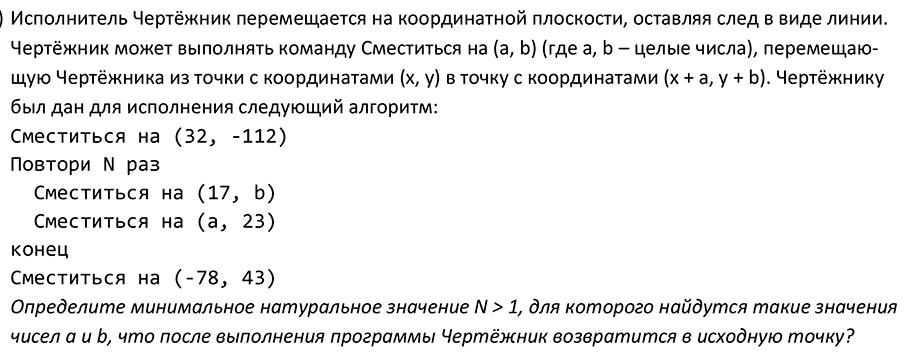 ) Исполнитель Чертёжник перемещается на координатной плоскости, оставляя след в виде линии.
Чертёжник может выполнять команду Сместиться на (a, b) (где a, b – целые числа), перемещаю-
щую Чертёжника из точки с координатами (x, y) в точку с координатами (x + a, y + b). Чертёжнику
был дан для исполнения следующий алгоритм:
Сместиться на (32, -112)
Повтори N раз
Сместиться на (17, b)
Сместиться на (a, 23)
конец
Сместиться на (-78, 43)
Определите минимальное натуральное значение N > 1, для которого найдутся такие значения
чисел a и b, что после выполнения программы Чертёжник возвратится в исходную точку?